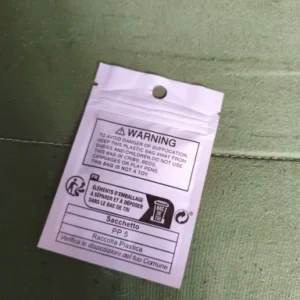 ⚠ WARNING
TO AVOID DANGER OF SUFFOCATION,
KEEP THIS PLASTIC BAG AWAY FROM
BABIES AND CHILDREN. DO NOT USE
THIS BAG IN CRIBS, BEDS,
CARRIAGES OR PLAY PENS.
THIS BAG IS NOT A TOY.
FR
ÉLÉMENTS D'EMBALLAGE
À SÉPARER ET À DÉPOSER
DANS LE BAC DE TRI
Sacchetto
PP 5
Raccolta Plastica
Verifica le disposizioni del tuo Comune